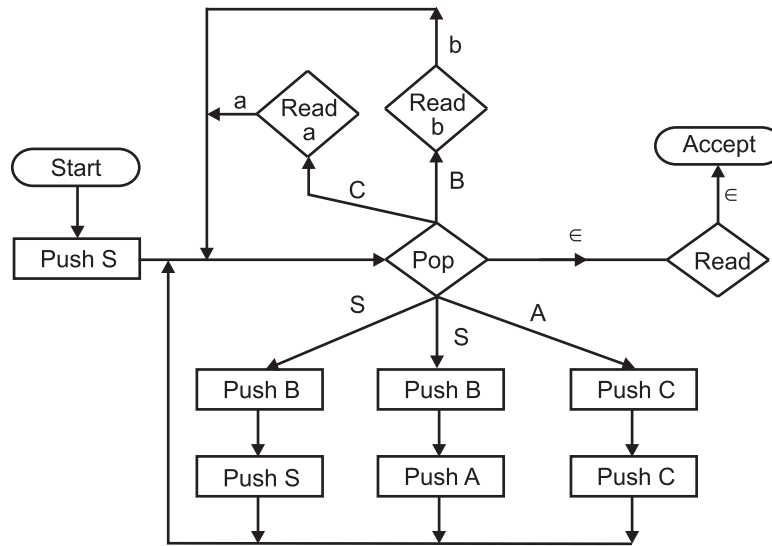 b
a
Read
a
Read
b
Accept
Start
C
B
∈
∈
Push S
Pop
Read
S
S
A
Push B
Push B
Push C
Push S
Push A
Push C